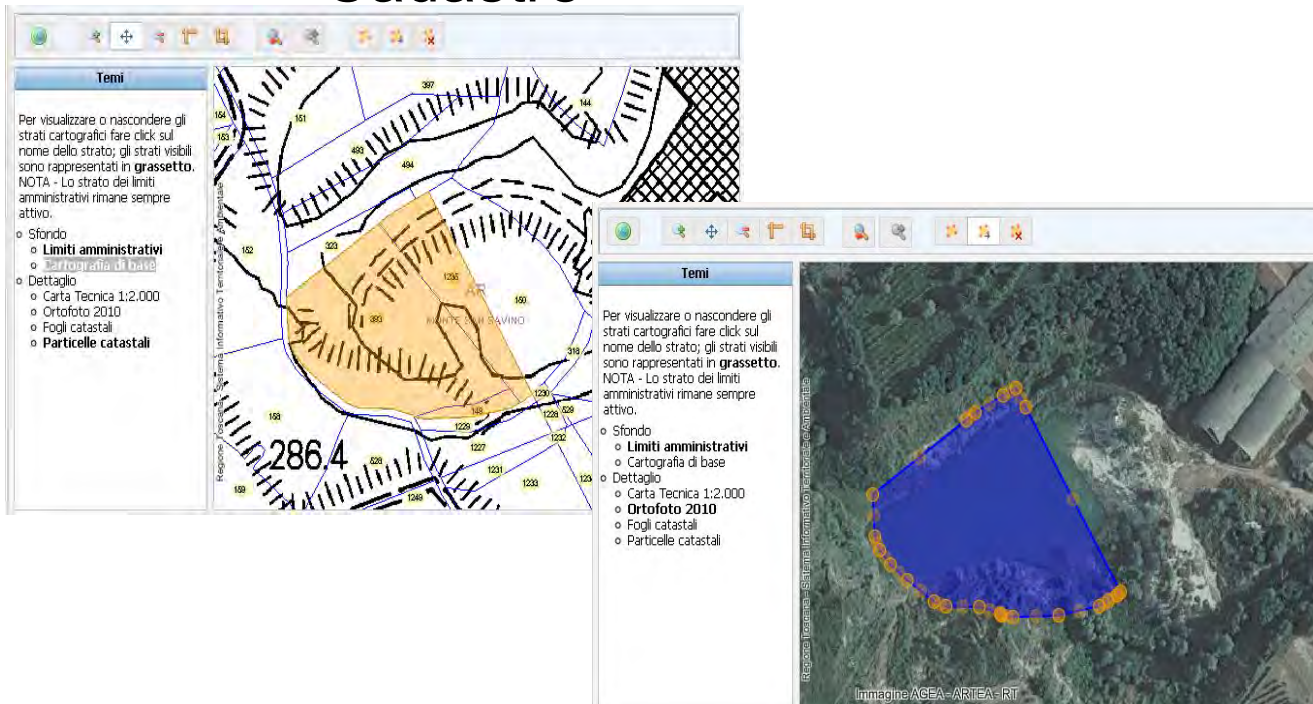 Temi
Per visualizzare o nascondere gli
strati cartografici fare click sul
nome dello strato; gli strati visibili
sono rappresentati in grassetto.
NOTA - Lo strato dei limiti
amministrativi rimane sempre
attivo.
Sfondo
Limiti amministrativi
Cartografia di base
Dettaglio
Carta Tecnica 1:2.000
Ortofoto 2010
Fogli catastali
Particelle catastali
Regione Toscana - Sistema Informativo Territoriale e Ambientale
397
144
154
151
153
493
494
152
323
1235
AR
150
393
MONTE SAN SAVINO
318
1230
148
529
158
1229
1228
1232
286.4
528
1227
1231
159
1233
1249
Temi
Per visualizzare o nascondere gli
strati cartografici fare click sul
nome dello strato; gli strati visibili
sono rappresentati in grassetto.
NOTA - Lo strato dei limiti
amministrativi rimane sempre
attivo.
Sfondo
Limiti amministrativi
Cartografia di base
Dettaglio
Carta Tecnica 1:2.000
Ortofoto 2010
Fogli catastali
Particelle catastali
Regione Toscana - Sistema Informativo Territoriale e Ambientale
Immagine AGEA - ARTEA - RT